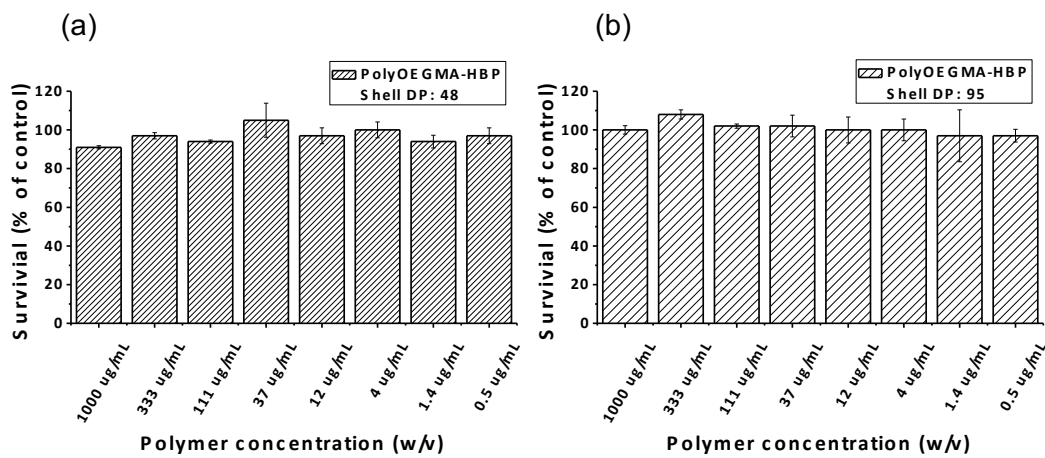 (a)
PolyOEGMA-HBP
Shell DP: 48
120
100
80
60
40
20
0
Survivial (% of control)
1000 ug/mL
333 ug/mL
111 ug/mL
37 ug/mL
12 ug/mL
4 ug/mL
1.4 ug/mL
0.5 ug/mL
Polymer concentration (w/v)
(b)
PolyOEGMA-HBP
Shell DP: 95
120
100
80
60
40
20
0
Survivial (% of control)
1000 ug/mL
333 ug/mL
111 ug/mL
37 ug/mL
12 ug/mL
4 ug/mL
1.4 ug/mL
0.5 ug/mL
Polymer concentration (w/v)